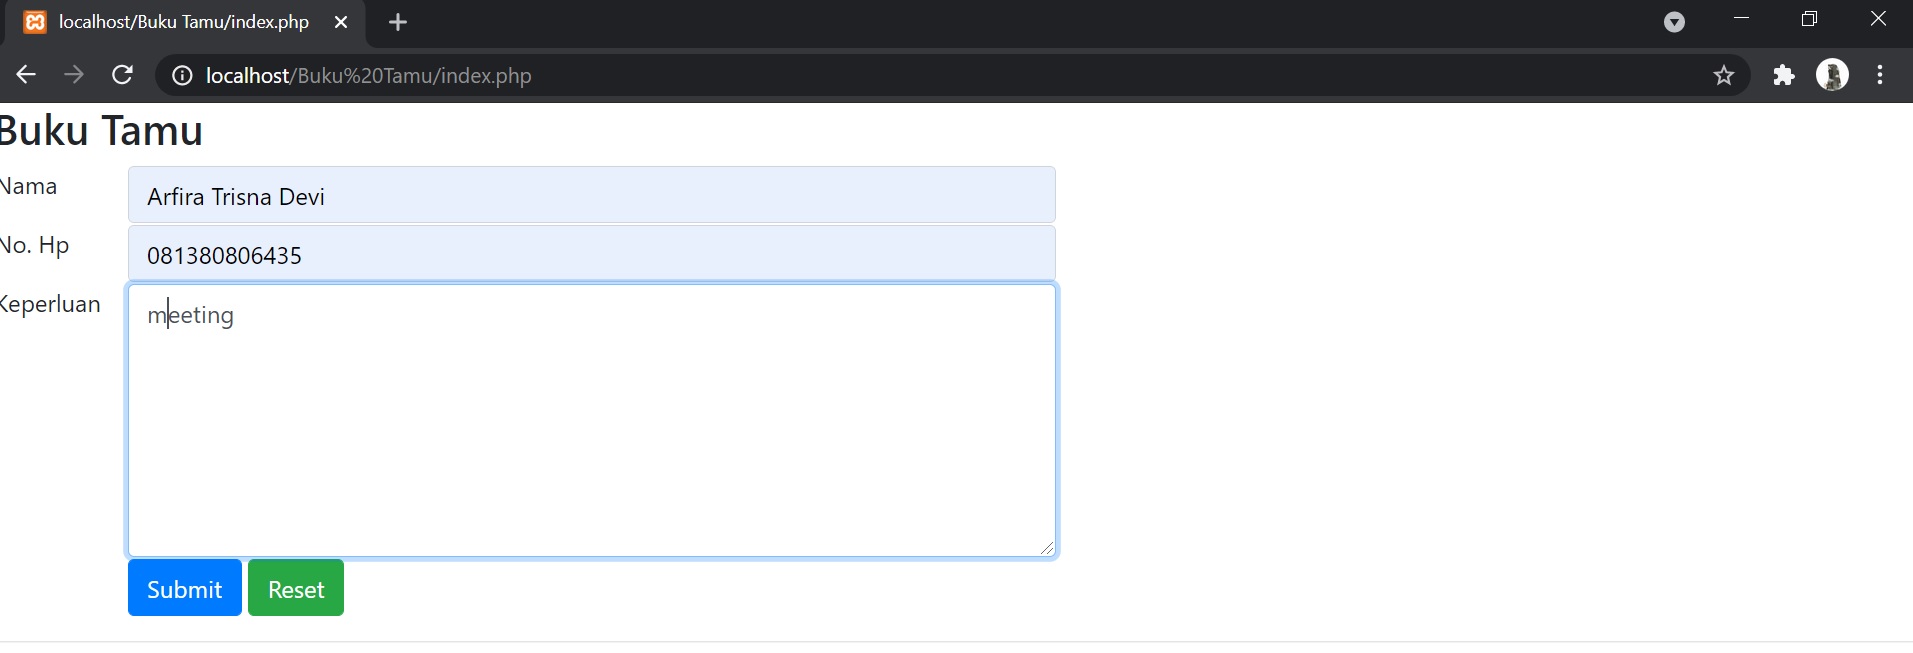 localhost/Buku Tamu/index.php
localhost/Buku%20Tamu/index.php
Buku Tamu
Nama
Arfira Trisna Devi
No. Hp
081380806435
Keperluan
meeting
Submit Reset